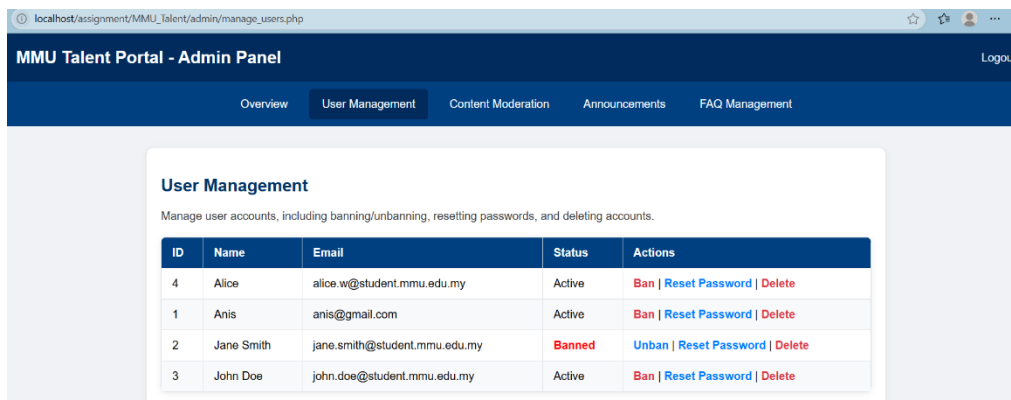 localhost/assignment/MMU_Talent/admin/manage_users.php
MMU Talent Portal - Admin Panel
Logou
Overview User Management Content Moderation Announcements FAQ Management
User Management
Manage user accounts, including banning/unbanning, resetting passwords, and deleting accounts.
ID Name Email Status Actions
4 Alice alice.w@student.mmu.edu.my Active Ban | Reset Password | Delete
1 Anis anis@gmail.com Active Ban | Reset Password | Delete
2 Jane Smith jane.smith@student.mmu.edu.my Banned Unban | Reset Password | Delete
3 John Doe john.doe@student.mmu.edu.my Active Ban | Reset Password | Delete